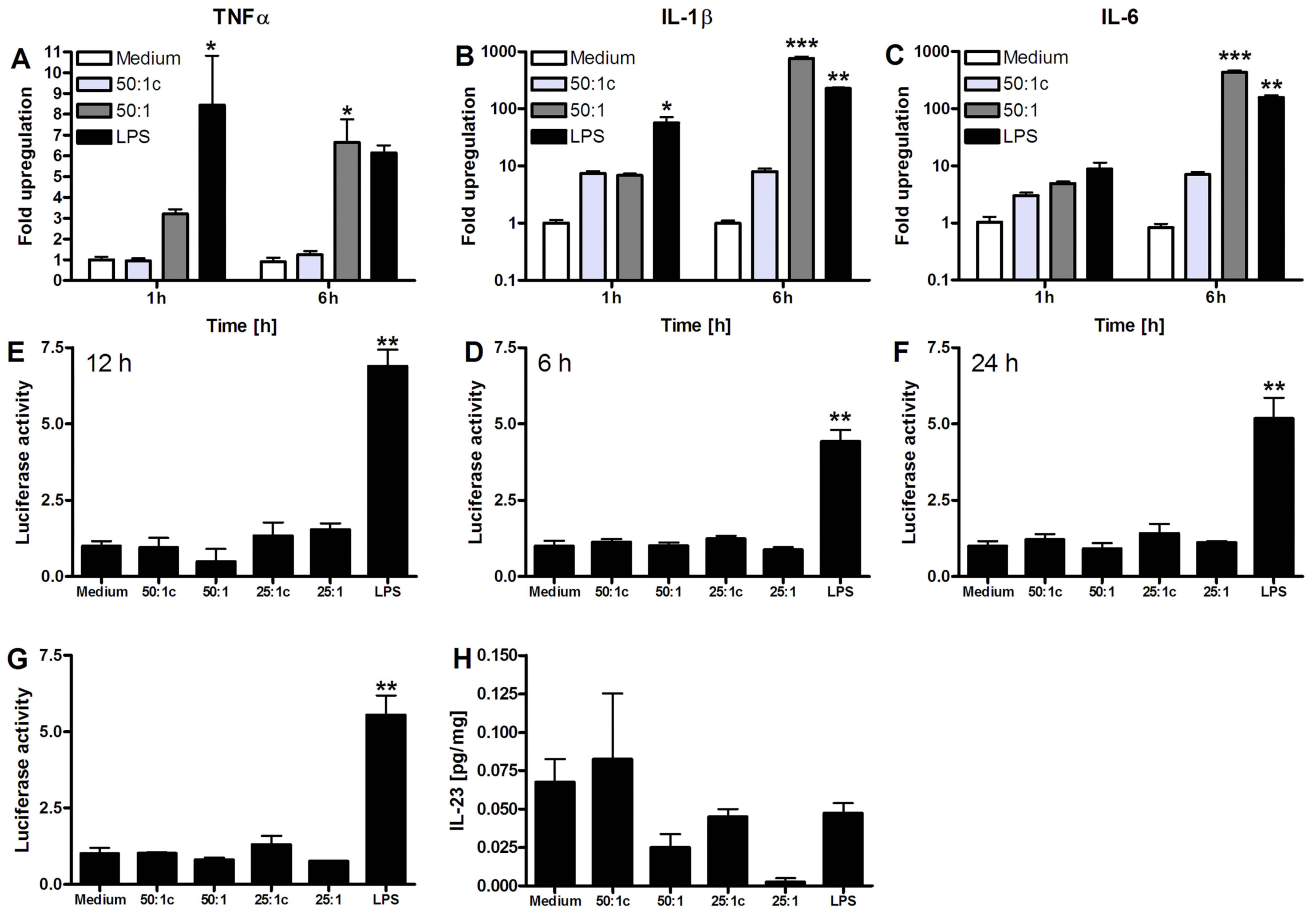 TNFα
IL-1β
IL-6
A
11
10
9
8
7
6
5
4
3
2
1
0
Fold upregulation
Medium
50:1c
50:1
LPS
*
*
1h
6h
Time [h]
B
1000
100
10
1
0.1
Fold upregulation
Medium
50:1c
50:1
LPS
*
***
**
1h
6h
Time [h]
C
1000
100
10
1
0.1
Fold upregulation
Medium
50:1c
50:1
LPS
***
**
1h
6h
Time [h]
E
12 h
7.5
5.0
2.5
0.0
Luciferase activity
**
Medium 50:1c 50:1 25:1c 25:1 LPS
D
6 h
7.5
5.0
2.5
0.0
Luciferase activity
**
Medium 50:1c 50:1 25:1c 25:1 LPS
F
24 h
7.5
5.0
2.5
0.0
Luciferase activity
**
Medium 50:1c 50:1 25:1c 25:1 LPS
G
7.5
5.0
2.5
0.0
Luciferase activity
**
Medium 50:1c 50:1 25:1c 25:1 LPS
H
0.150
0.125
0.100
0.075
0.050
0.025
0.000
IL-23 [pg/mg]
Medium 50:1c 50:1 25:1c 25:1 LPS